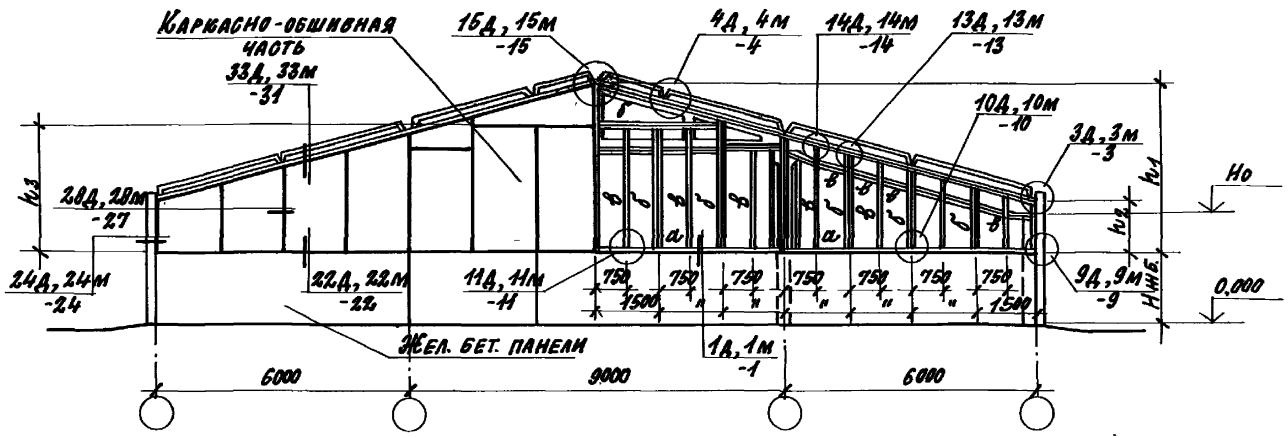 Каркасно-обшивная
часть
33Д, 33М
-31
15Д, 15М
-15
4Д, 4М
-4
14Д, 14М
-14
13Д, 13М
-13
10Д, 10М
-10
3Д, 3М
-3
h1
Но
h3
28Д, 28М
-27
б
в б в б в
в б в в б б в
а
а
h2
24Д, 24М
-24
22Д, 22М
-22
11Д, 11М
-11
750 750 750 750 750 750 750
1500 " " " " " 1500
9Д, 9М
-9
Нжб.
0,000
Жел. бет. панели
1Д, 1М
-1
6000 9000 6000